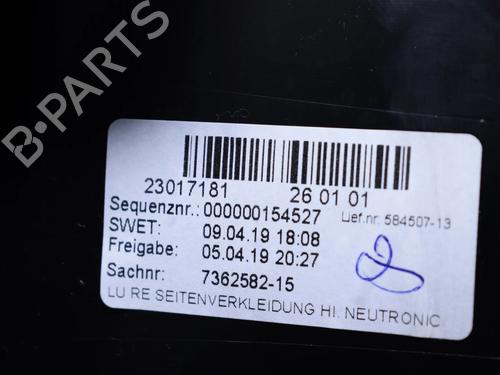 B-PARTS
23017181 26 01 01
Sequenznr.: 000000154527 Lief.nr. 584507-13
SWET: 09.04.19 18:08
Freigabe: 05.04.19 20:27
Sachnr: 7362582-15
LU RE SEITENVERKLEIDUNG HI. NEUTRONIC